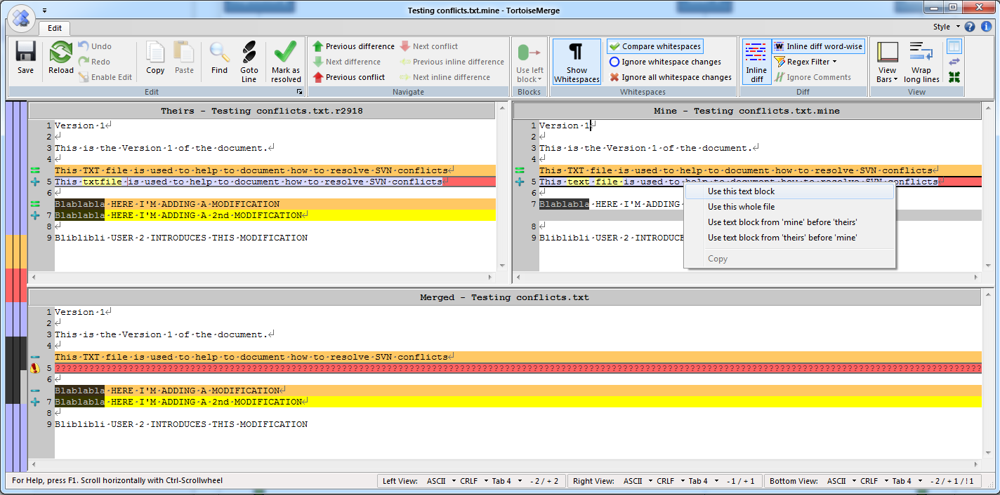 Testing conflicts.txt.mine - TortoiseMerge
Edit
Style
Save
Reload
Undo
Redo
Enable Edit
Copy
Paste
Find
Goto Line
Mark as resolved
Edit
Previous difference
Next difference
Previous conflict
Next conflict
Previous inline difference
Next inline difference
Navigate
Use left block
Blocks
Show Whitespaces
Compare whitespaces
Ignore whitespace changes
Ignore all whitespace changes
Whitespaces
Inline diff
Inline diff word-wise
Regex Filter
Ignore Comments
Diff
View Bars
Wrap long lines
View
Theirs - Testing conflicts.txt.r2918
1 Version·1↵
2 ↵
3 This·is·the·Version·1·of·the·document.↵
4 ↵
This·TXT·file·is·used·to·help·to·document·how·to·resolve·SVN·conflicts↵
5 This·txtfile·is·used·to·help·to·document·how·to·resolve·SVN·conflicts↵
6 ↵
Blablabla·HERE·I'M·ADDING·A·MODIFICATION
7 Blablabla·HERE·I'M·ADDING·A·2nd·MODIFICATION↵
8 ↵
9 Bliblibli·USER·2·INTRODUCES·THIS·MODIFICATION
Mine - Testing conflicts.txt.mine
1 Version·1↵
2 ↵
3 This·is·the·Version·1·of·the·document.↵
4 ↵
This·TXT·file·is·used·to·help·to·document·how·to·resolve·SVN·conflicts↵
5 This·text·file·is·used·to·help·to·document·how·to·resolve·SVN·conflicts↵
6 ↵
7 Blablabla·HERE·I'M·ADDING·
8 ↵
9 Bliblibli·USER·2·INTRODUCE
Use this text block
Use this whole file
Use text block from 'mine' before 'theirs'
Use text block from 'theirs' before 'mine'
Copy
Merged - Testing conflicts.txt
1 Version·1↵
2 ↵
3 This·is·the·Version·1·of·the·document.↵
4 ↵
This·TXT·file·is·used·to·help·to·document·how·to·resolve·SVN·conflicts↵
5 ????????????????????????????????????????????????????????????????????????????????????????????????????????????????????????????????????????????????????????????????????
6 ↵
Blablabla·HERE·I'M·ADDING·A·MODIFICATION↵
7 Blablabla·HERE·I'M·ADDING·A·2nd·MODIFICATION↵
8 ↵
9 Bliblibli·USER·2·INTRODUCES·THIS·MODIFICATION
For Help, press F1. Scroll horizontally with Ctrl-Scrollwheel
Left View: ASCII CRLF Tab 4 - 2 / + 2
Right View: ASCII CRLF Tab 4 - 1 / + 1
Bottom View: ASCII CRLF Tab 4 - 2 / + 1 / ! 1